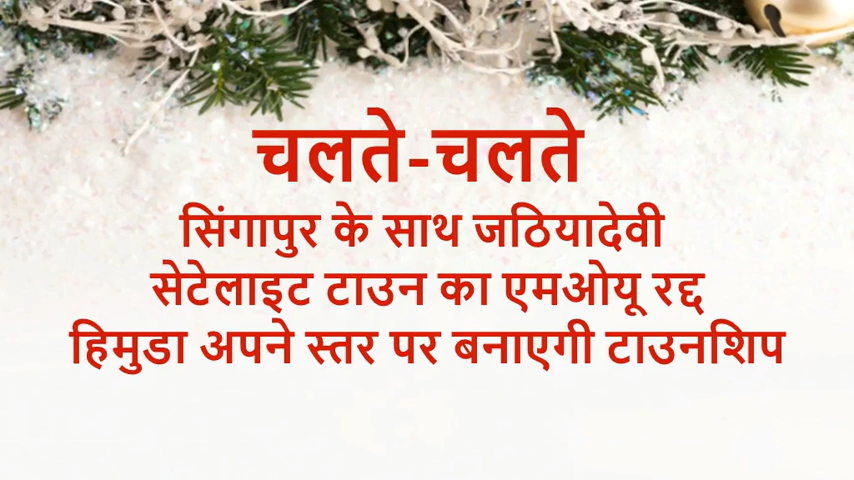 चलते-चलते
सिंगापुर के साथ जठियादेवी
सेटेलाइट टाउन का एमओयू रद्द
हिमुडा अपने स्तर पर बनाएगी टाउनशिप